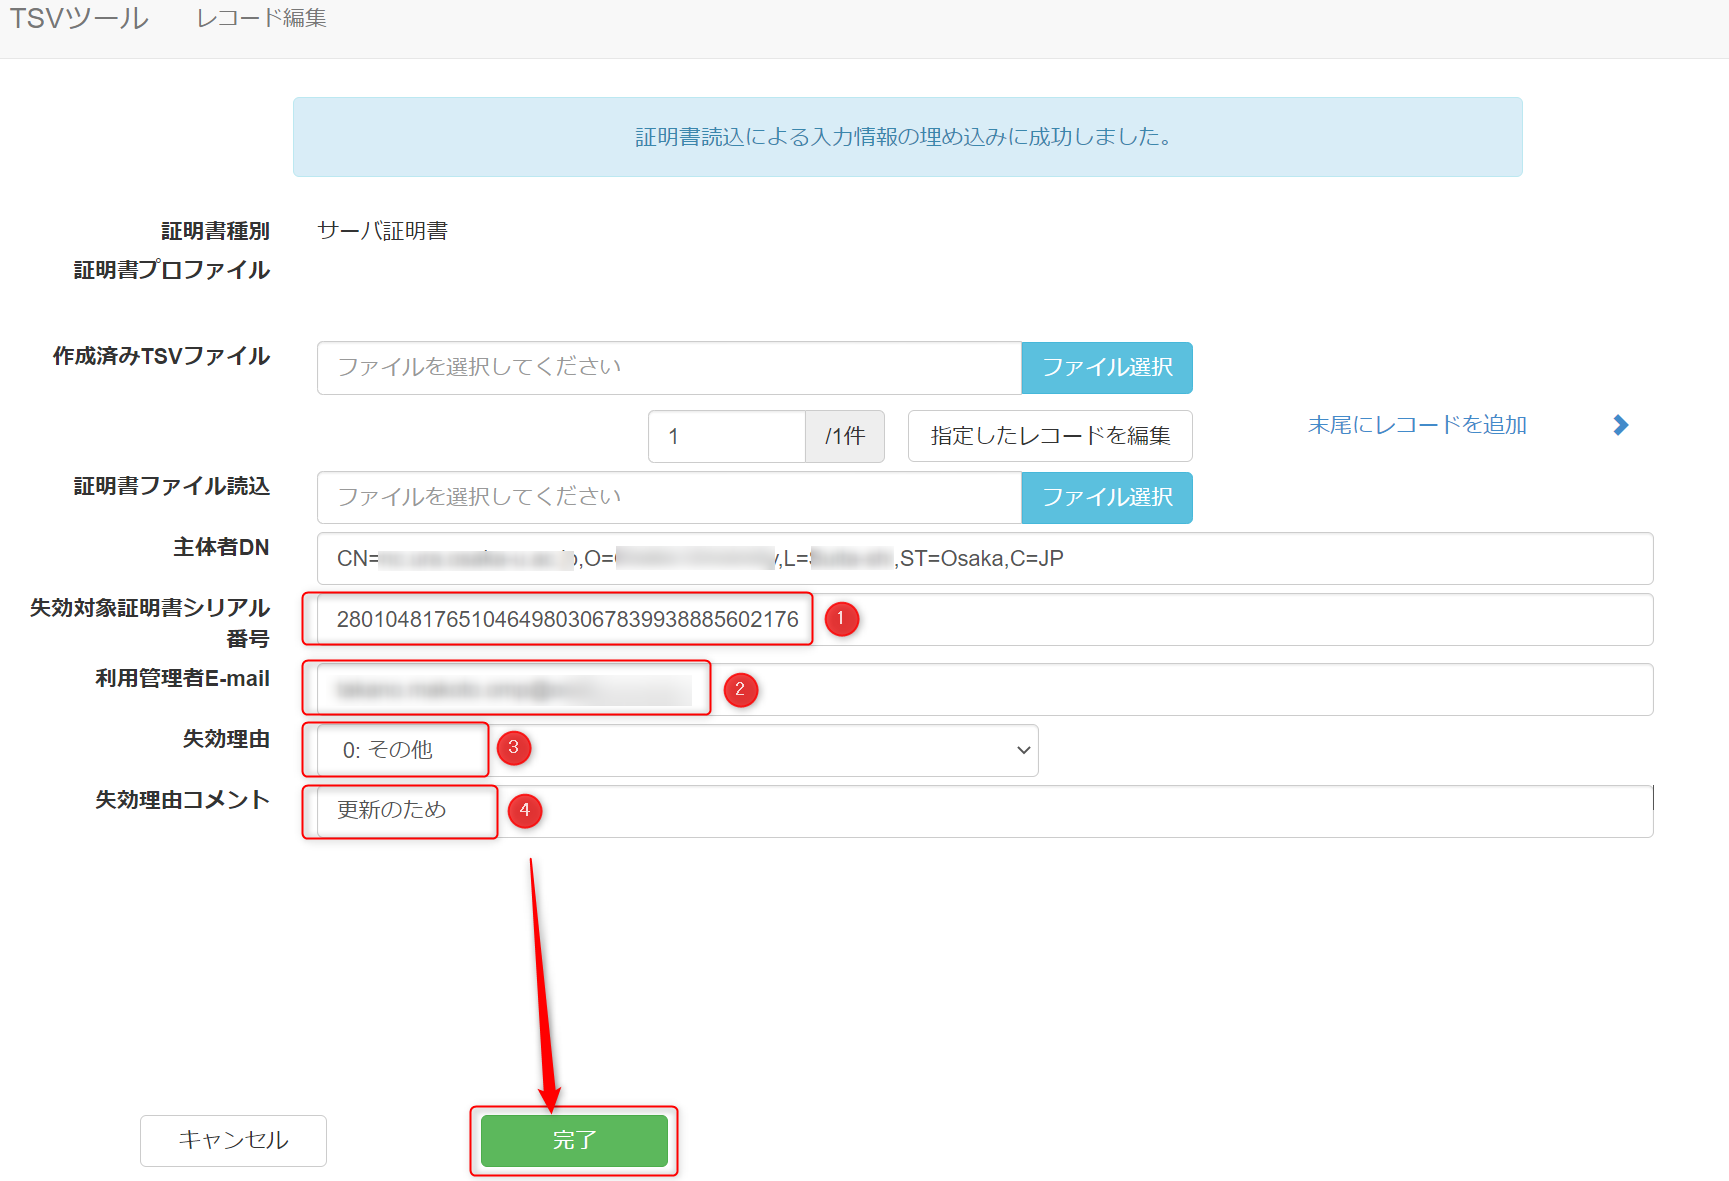 TSVツール レコード編集
証明書読込による入力情報の埋め込みに成功しました。
証明書種別 サーバ証明書
証明書プロファイル
作成済みTSVファイル ファイルを選択してください ファイル選択
1 /1件 指定したレコードを編集 末尾にレコードを追加
証明書ファイル読込 ファイルを選択してください ファイル選択
主体者DN CN= ,O= ,L= ,ST=Osaka,C=JP
失効対象証明書シリアル
番号 28010481765104649803067839938885602176 1
利用管理者E-mail 2
失効理由 0: その他 3
失効理由コメント 更新のため 4
キャンセル 完了